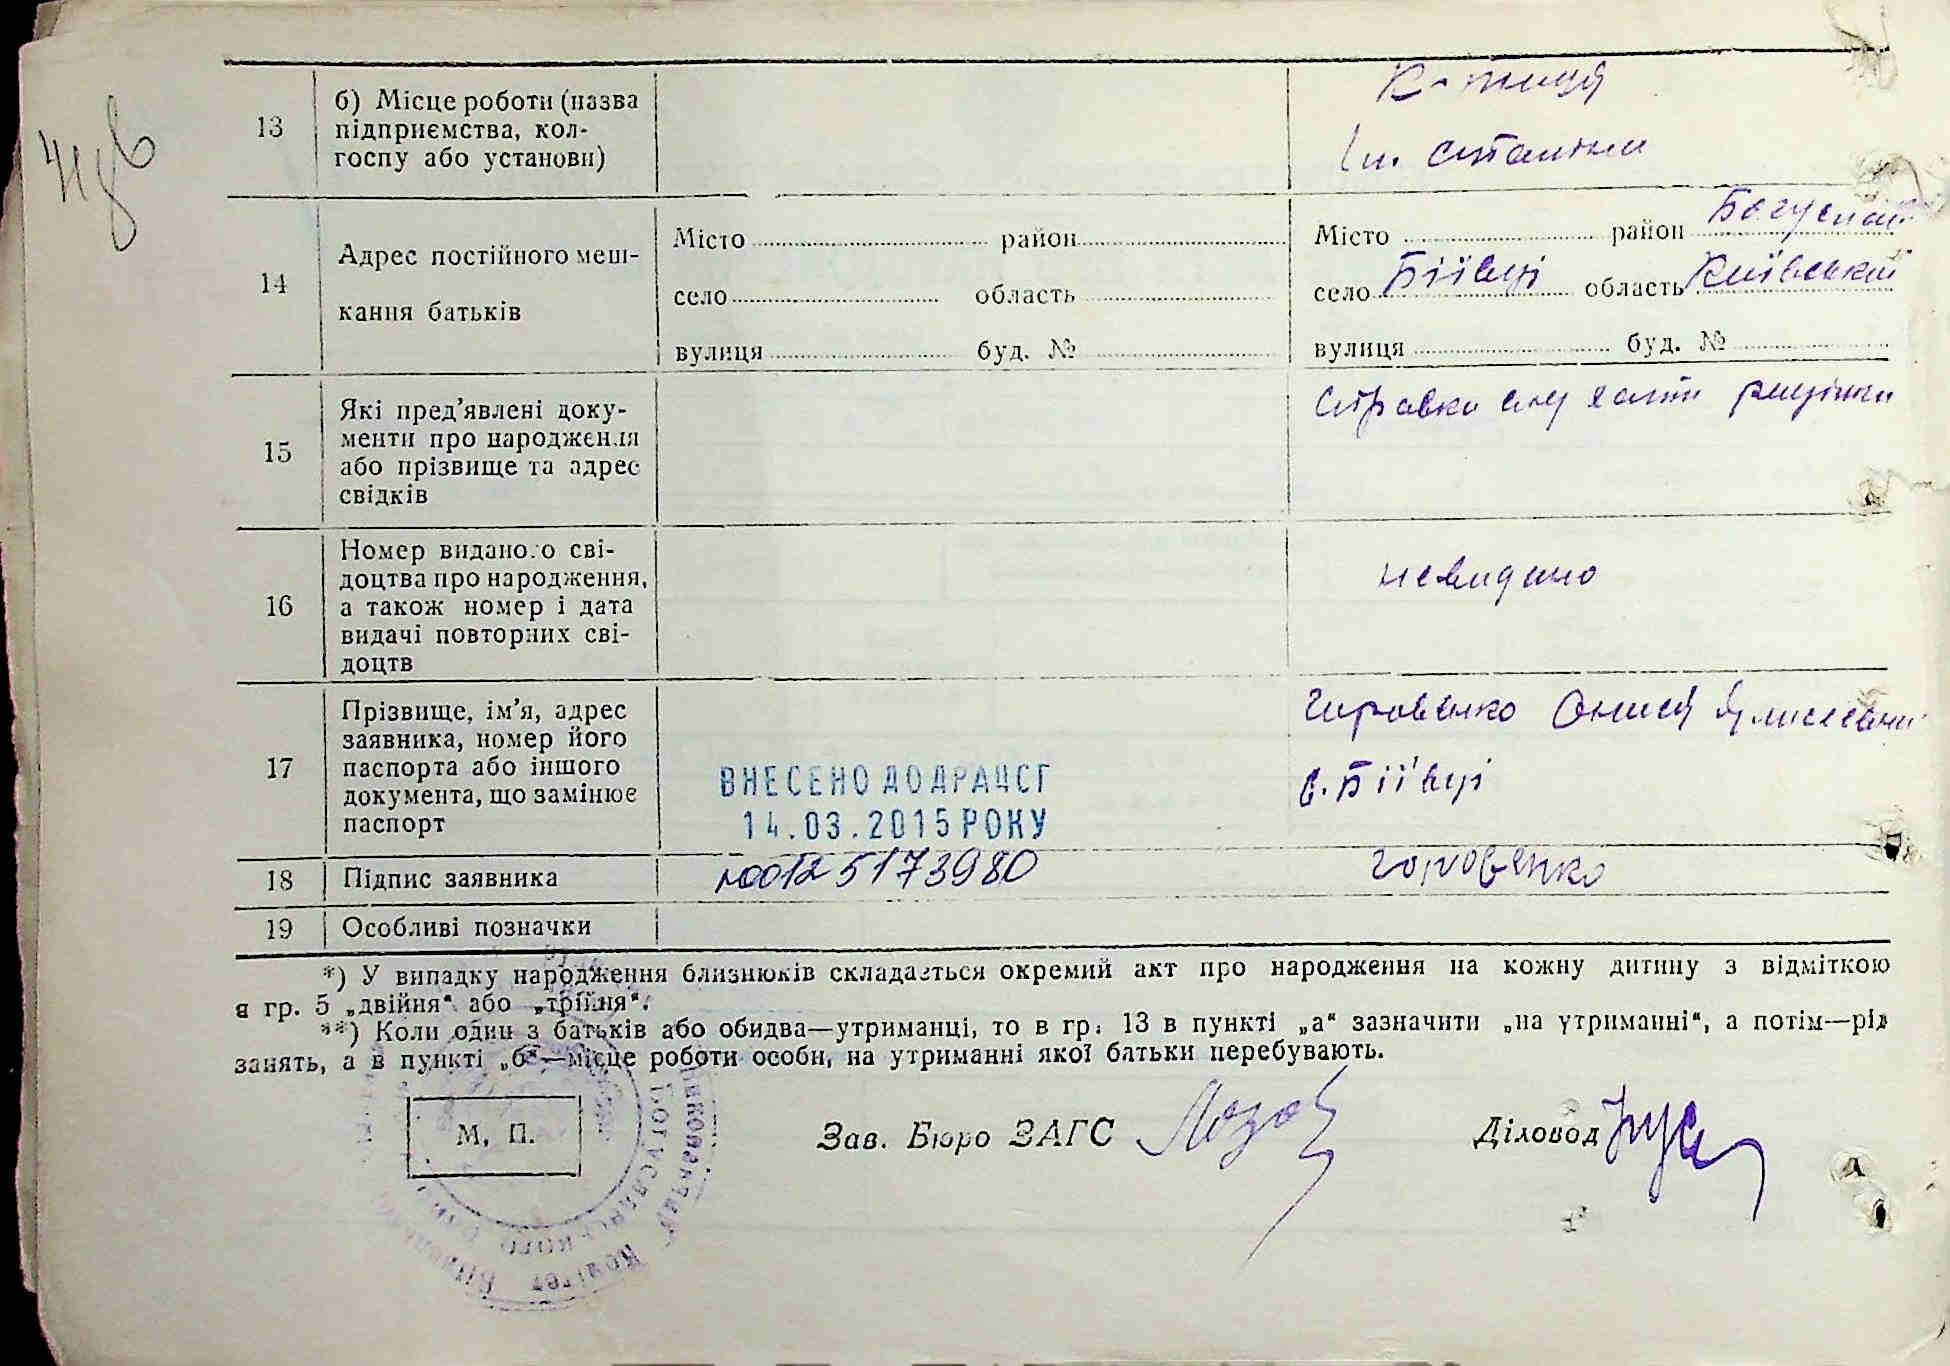 13
б) Місце роботи (назва
підприємства, кол-
госпу або установи)
ім. Сталіна
14
Адрес постійного меш-
кання батьків
Місто район
село область
вулиця буд. №
Місто район Богуслав.
село Біївці область Київський
вулиця буд. №
15
Які пред’явлені доку-
менти про народження
або прізвище та адрес
свідків
Справка
16
Номер виданого сві-
доцтва про народження,
а також номер і дата
видачі повторних сві-
доцтв
невидано
17
Прізвище, ім’я, адрес
заявника, номер його
паспорта або іншого
документа, що замінює
паспорт
ВНЕСЕНО ДО ДРАЦСГ
14.03.2015 РОКУ
с. Біївці
18
Підпис заявника
№00125173980
19
Особливі позначки
*) У випадку народження близнюків складається окремий акт про народження на кожну дитину з відміткою
в гр. 5 „двійня“ або „трійня“.
**) Коли один з батьків або обидва—утриманці, то в гр. 13 в пункті „а“ зазначити „на утриманні“, а потім—рід
занять, а в пункті „б“—місце роботи особи, на утриманні якої батьки перебувають.
М. П.
Зав. Бюро ЗАГС
Діловод